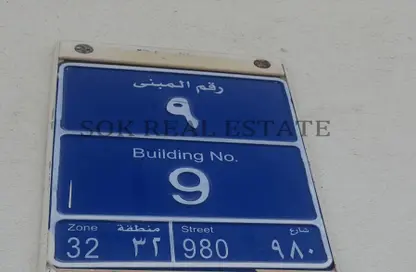 رقم المبنى
٩
SOK REAL ESTATE
Building No.
9
Zone منطقة Street شارع
32 ٣٢ 980 ٩٨٠